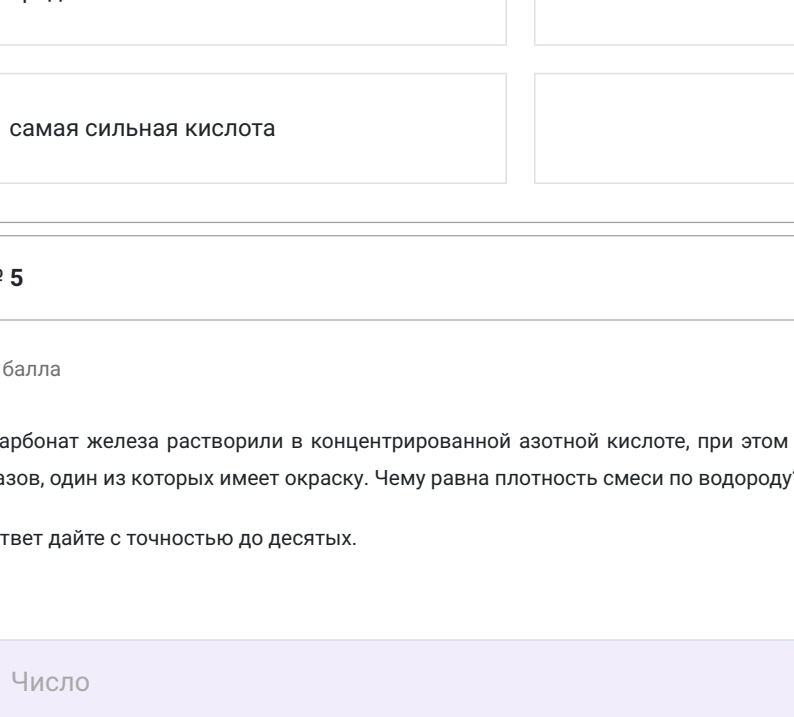 самая сильная кислота
№ 5
балла
арбонат железа растворили в концентрированной азотной кислоте, при этом
азов, один из которых имеет окраску. Чему равна плотность смеси по водороду?
твет дайте с точностью до десятых.
Число